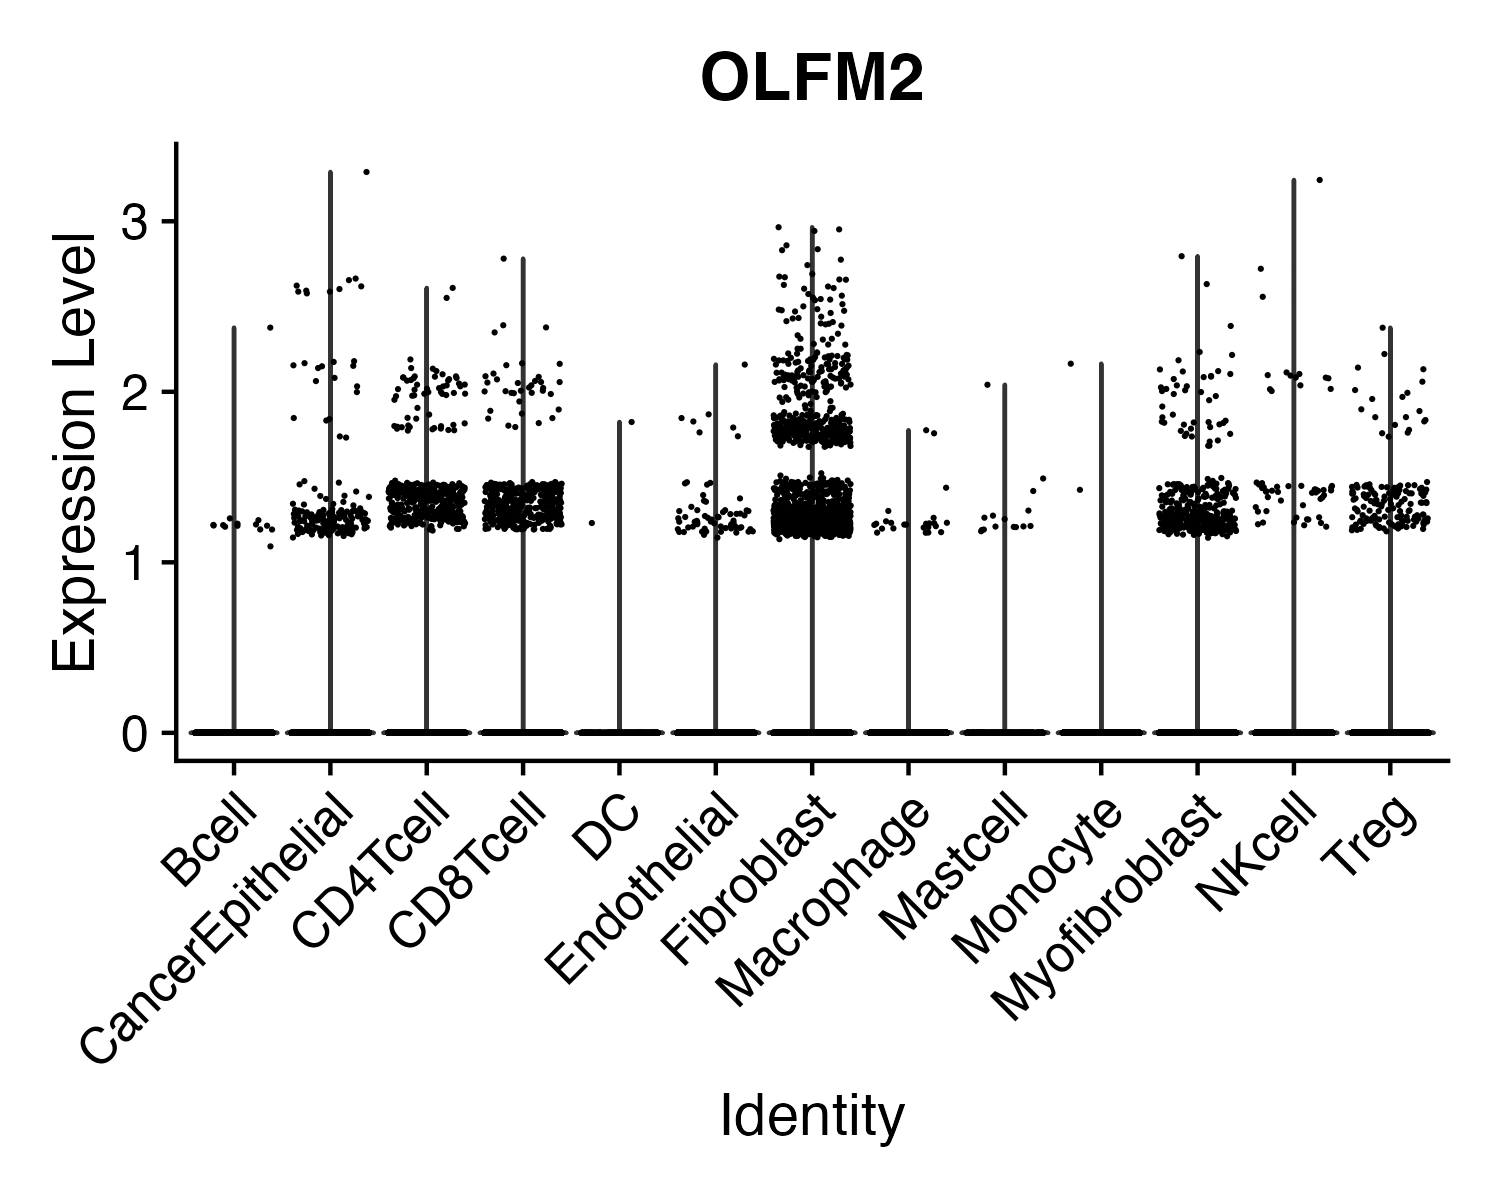 OLFM2
Expression Level
3
2
1
0
Bcell
CancerEpithelial
CD4Tcell
CD8Tcell
DC
Endothelial
Fibroblast
Macrophage
Mastcell
Monocyte
Myofibroblast
NKcell
Treg
Identity